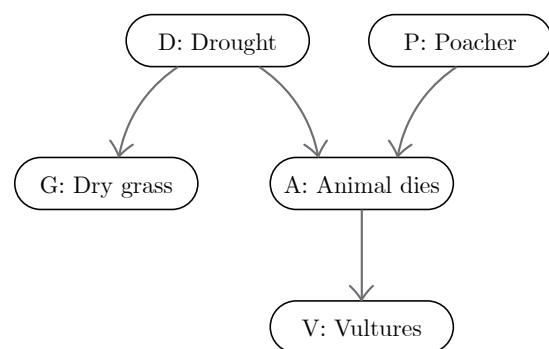 D: Drought
P: Poacher
G: Dry grass
A: Animal dies
V: Vultures